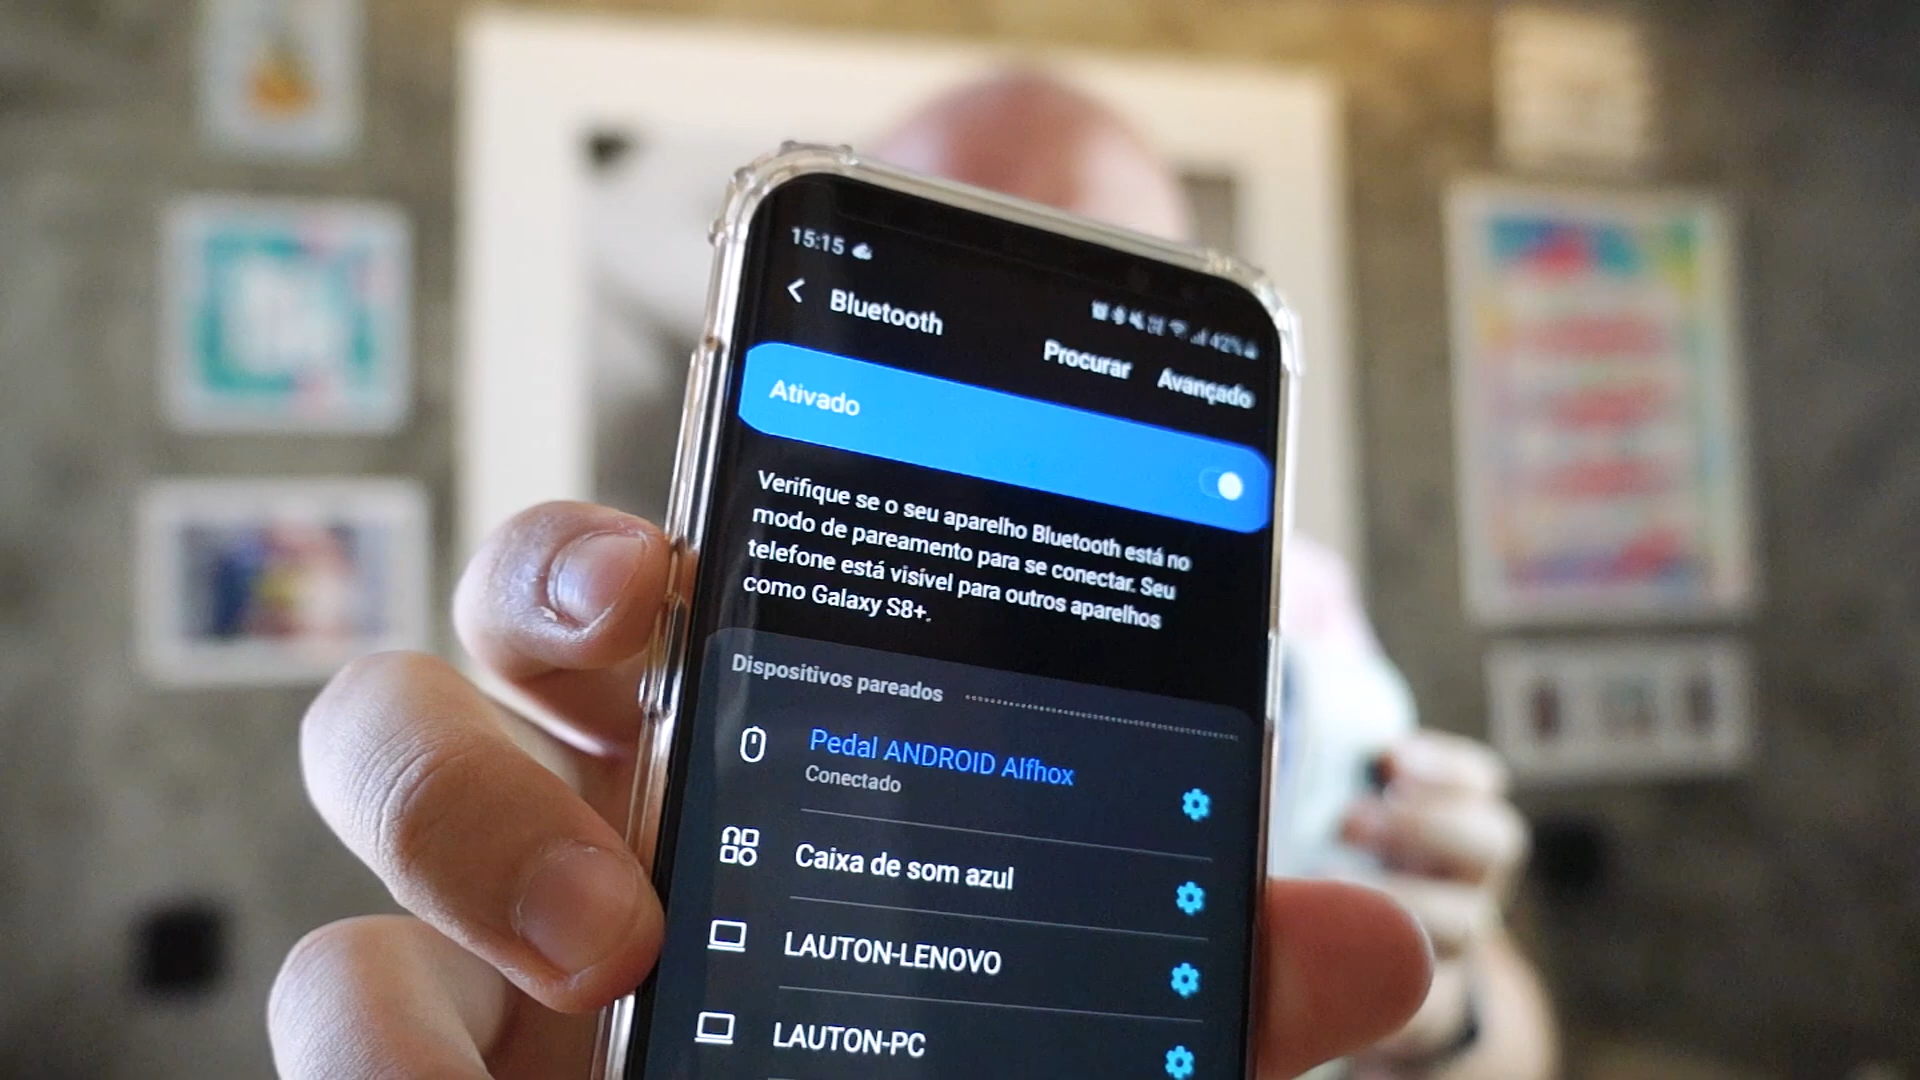 15:15
42%
Bluetooth
Procurar Avançado
Ativado
Verifique se o seu aparelho Bluetooth está no
modo de pareamento para se conectar. Seu
telefone está visível para outros aparelhos
como Galaxy S8+.
Dispositivos pareados
Pedal ANDROID Alfhox
Conectado
Caixa de som azul
LAUTON-LENOVO
LAUTON-PC